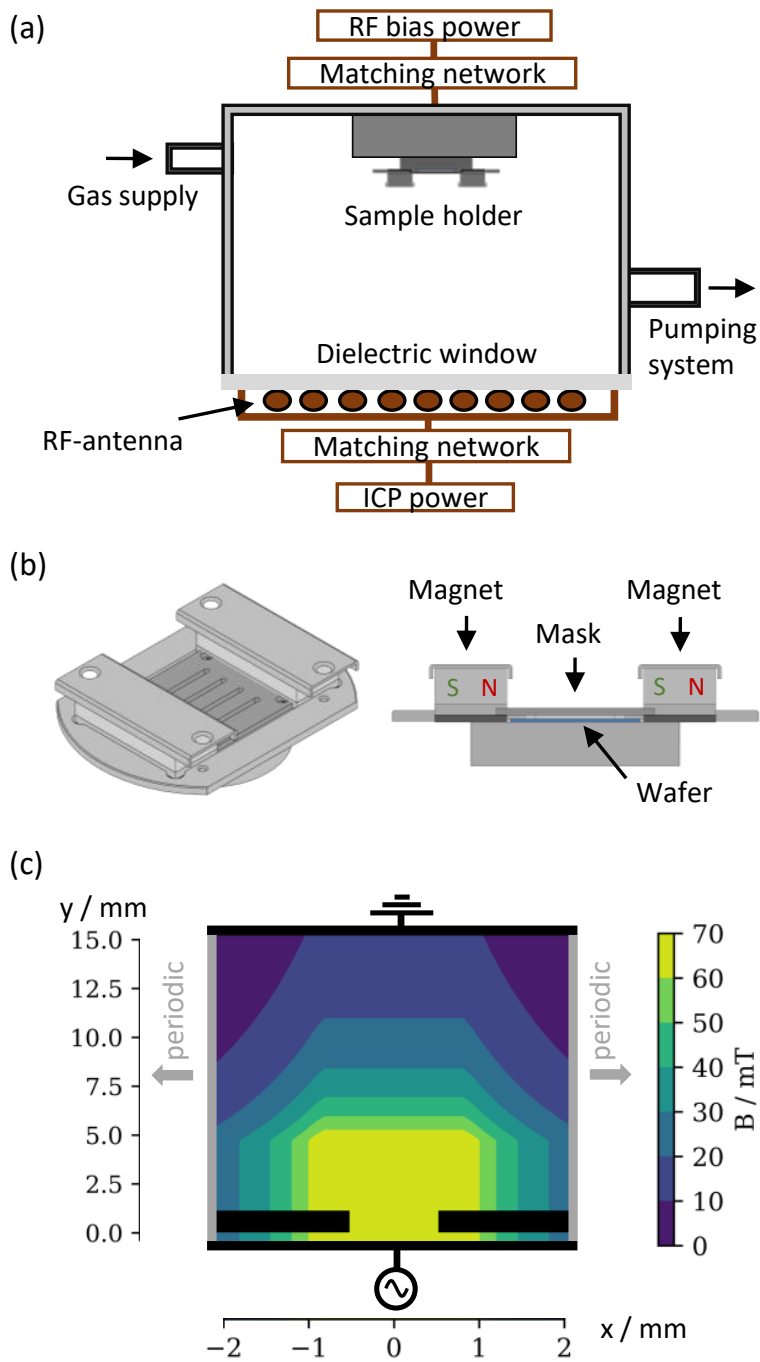 (a)
RF bias power
Matching network
Gas supply
Sample holder
Pumping
system
Dielectric window
RF-antenna
Matching network
ICP power
(b)
Magnet
Magnet
Mask
S N
S N
Wafer
(c)
y / mm
15.0
12.5
10.0
7.5
5.0
2.5
0.0
periodic
periodic
70
60
50
40
30
20
10
0
B / mT
−2 −1 0 1 2
x / mm